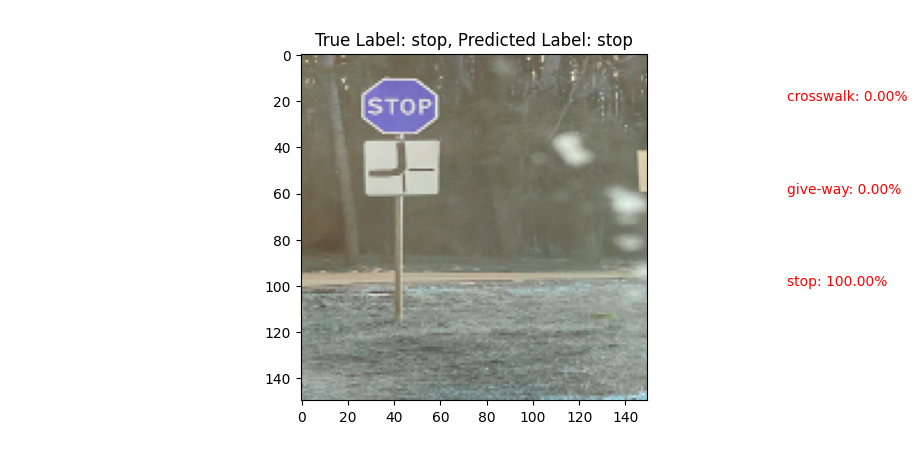 True Label: stop, Predicted Label: stop
0
20
40
60
80
100
120
140
0 20 40 60 80 100 120 140
STOP
crosswalk: 0.00%
give-way: 0.00%
stop: 100.00%